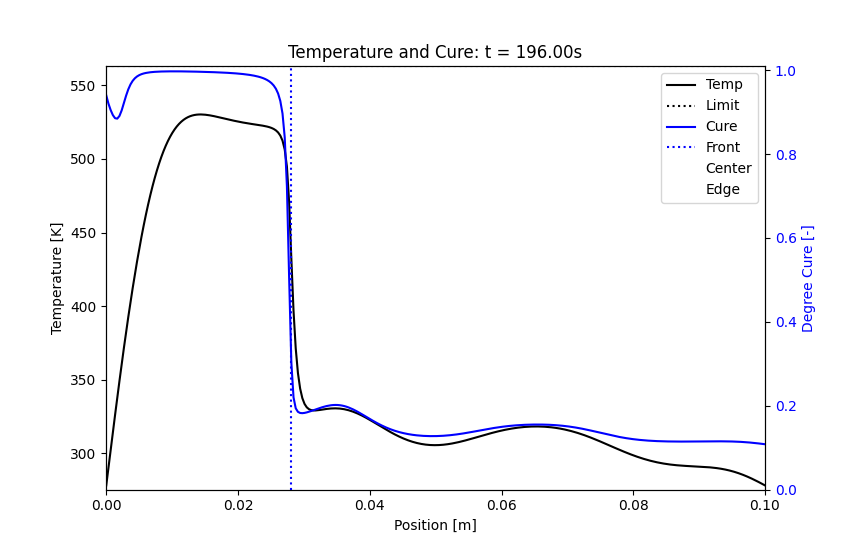 Temperature and Cure: t = 196.00s
550
500
450
400
350
300
Temperature [K]
1.0
0.8
0.6
0.4
0.2
0.0
Degree Cure [-]
Temp
Limit
Cure
Front
Center
Edge
0.00 0.02 0.04 0.06 0.08 0.10
Position [m]